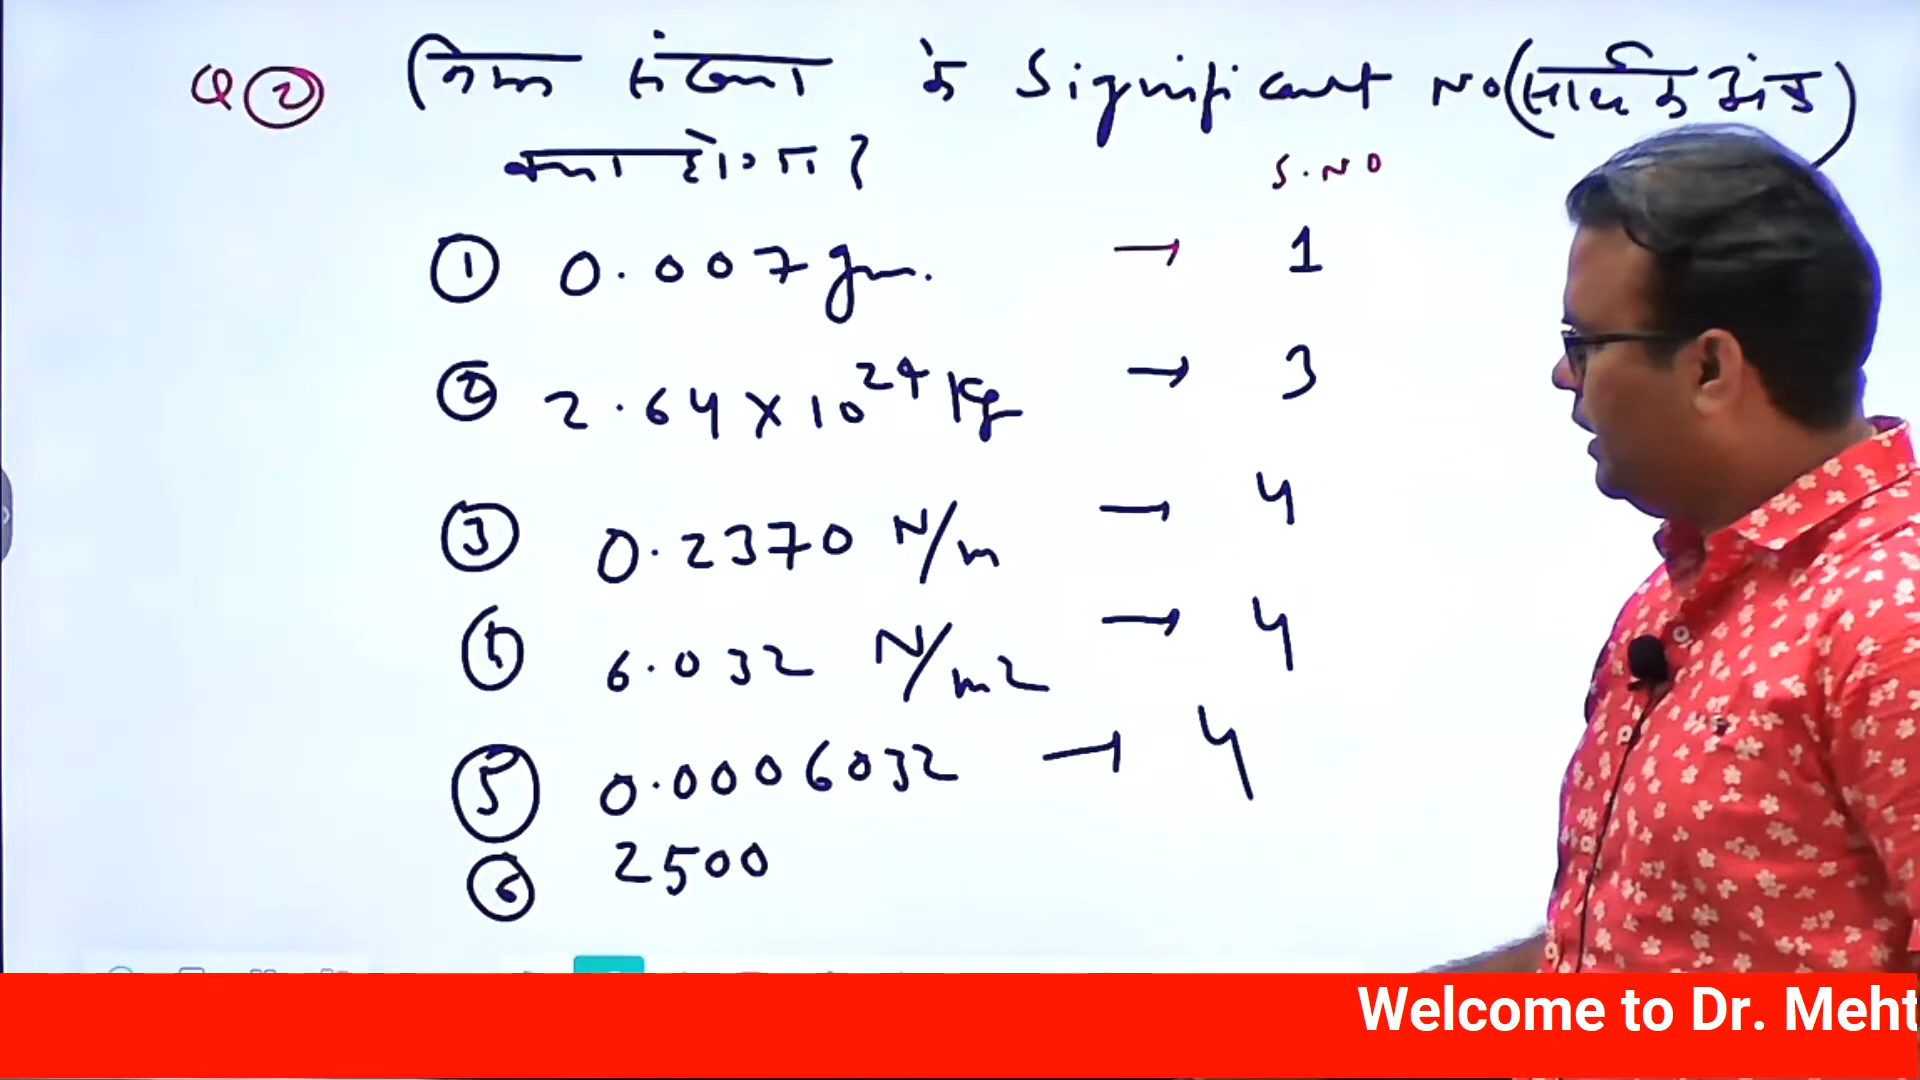 Q② निम्न संख्या के Significant No (सार्थक अंक)
क्या होगा ?
S.NO
① 0.007 gm. → 1
② 2.64 X 10²⁴ Kg → 3
③ 0.2370 N/m → 4
④ 6.032 N/m2 → 4
⑤ 0.0006032 → 4
⑥ 2500
Welcome to Dr. Meht